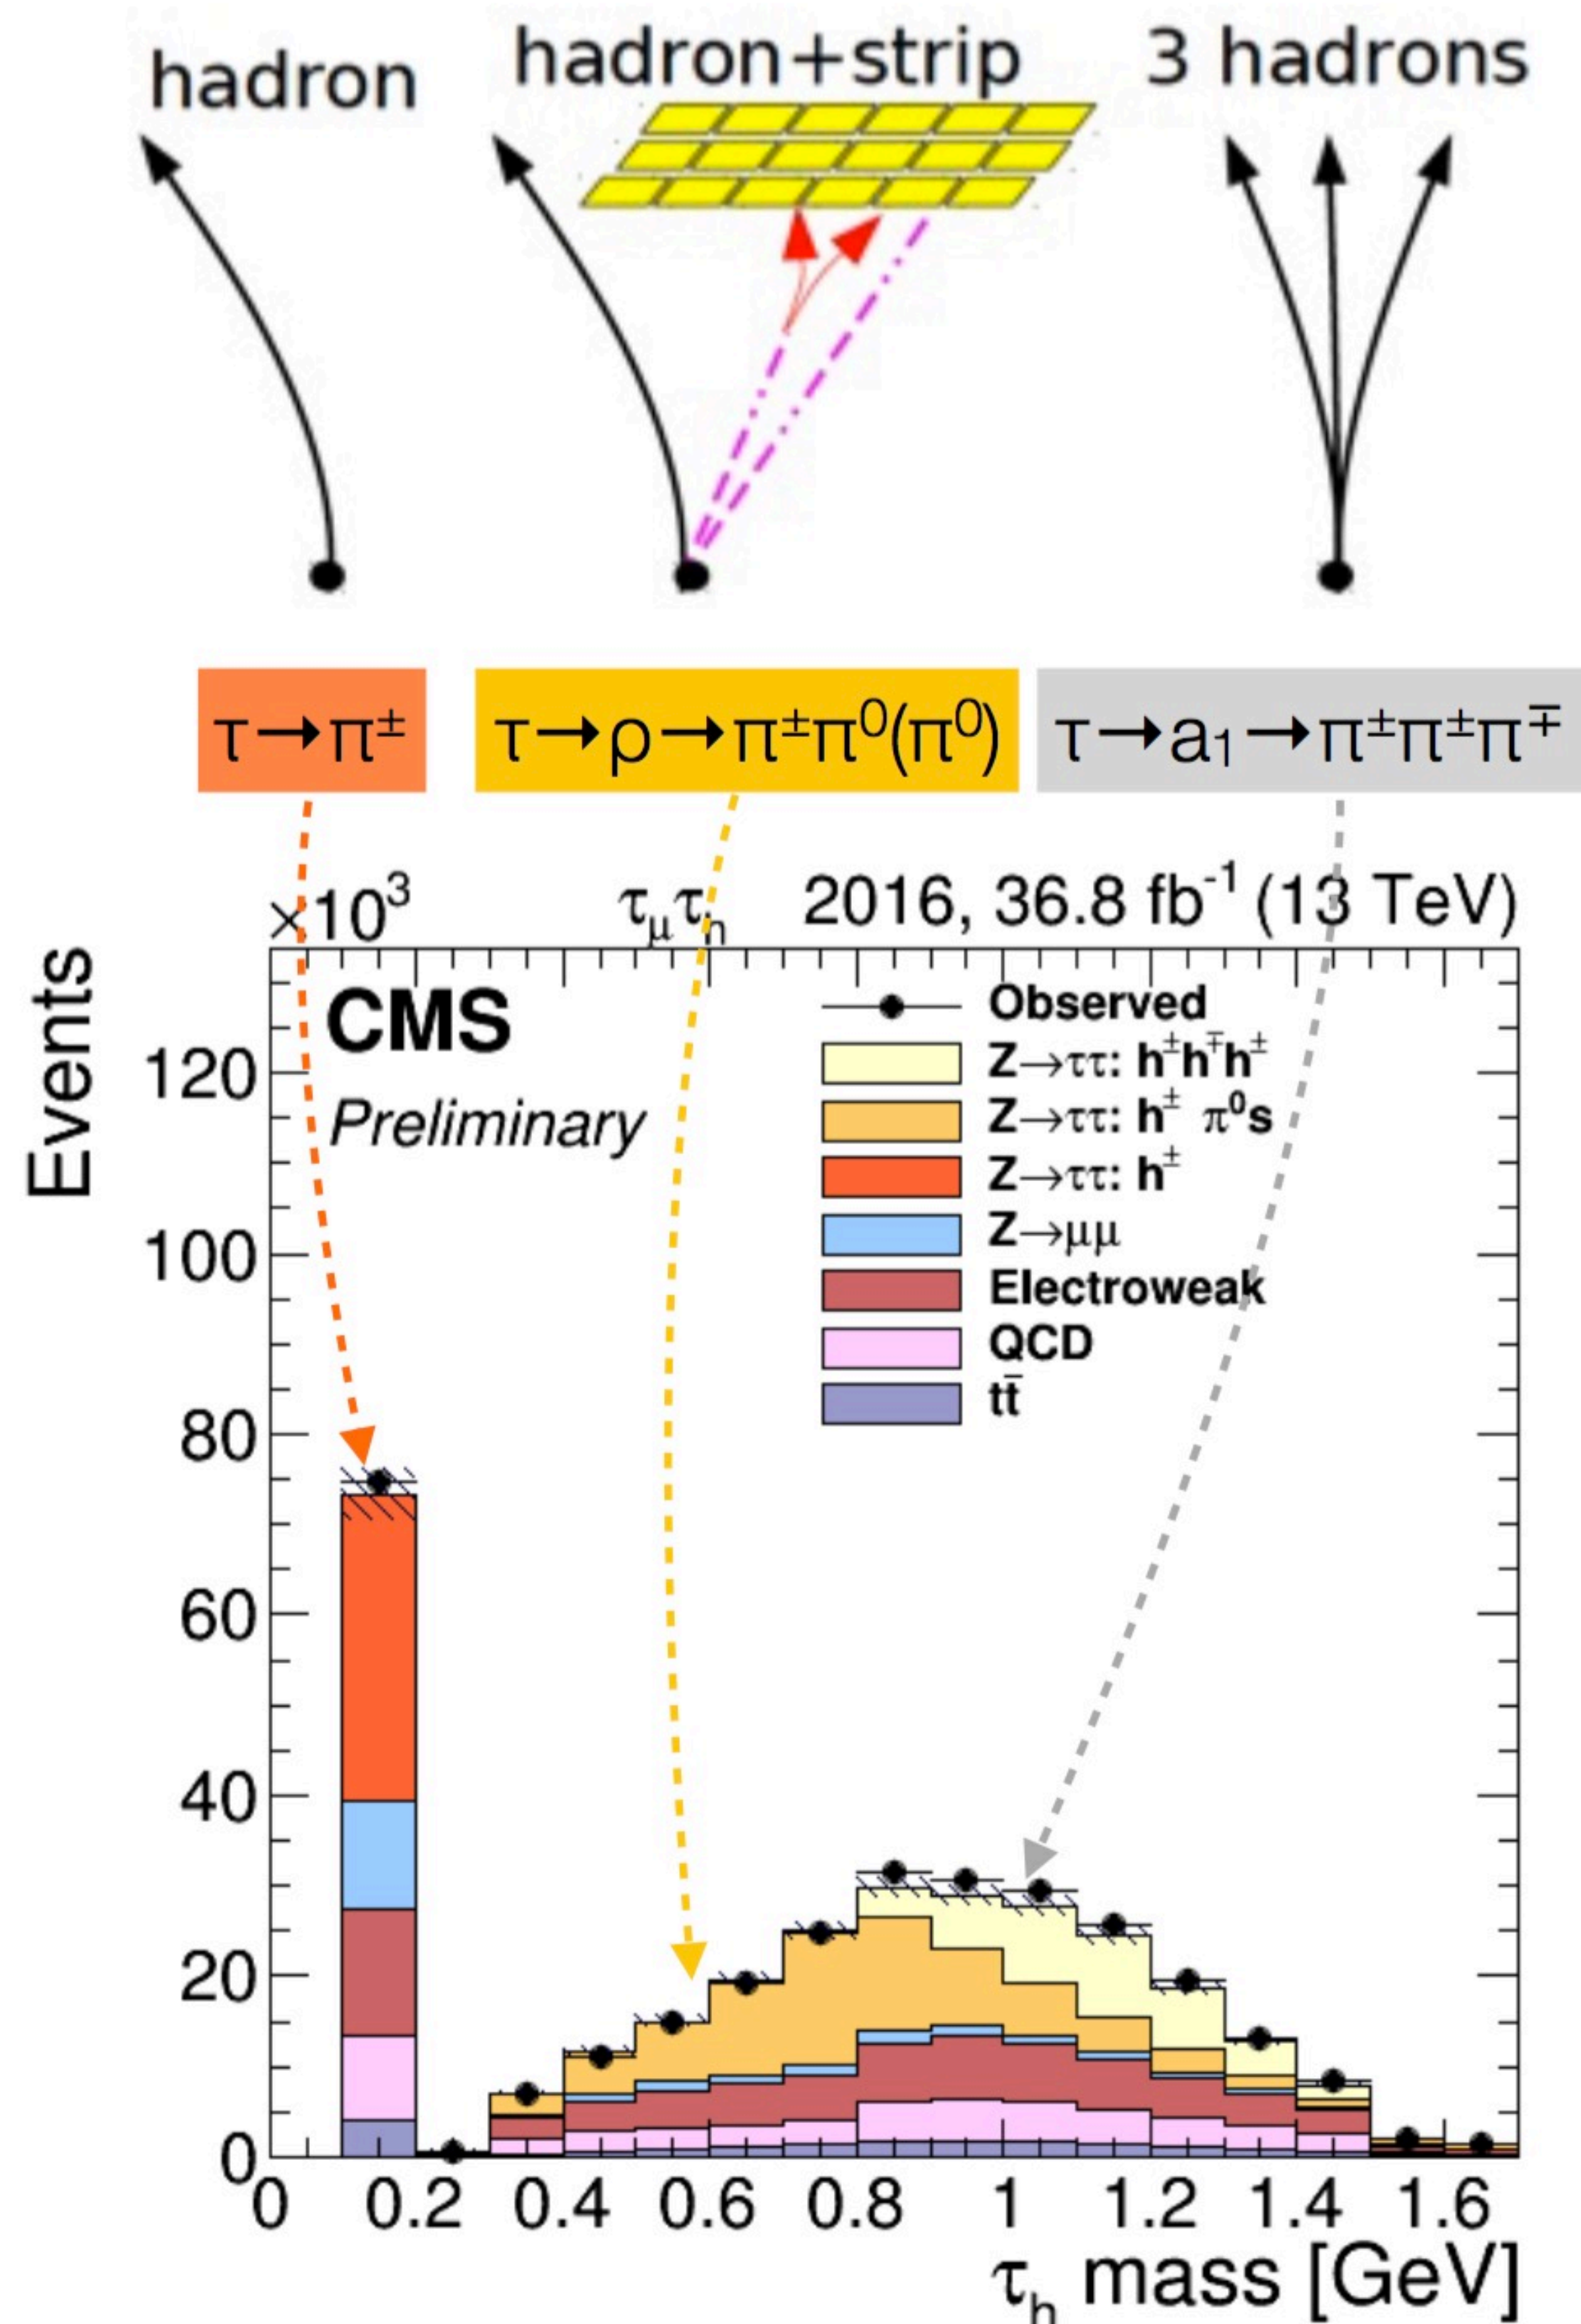 hadron
hadron+strip
3 hadrons
τ→π±
τ→ρ→π±π⁰(π⁰)
τ→a₁→π±π±π∓
×10³
τ_μτ_h
2016, 36.8 fb⁻¹ (13 TeV)
Events
CMS
Preliminary
Observed
Z→ττ: h±h∓h±
Z→ττ: h± π⁰s
Z→ττ: h±
Z→μμ
Electroweak
QCD
tt̄
120
100
80
60
40
20
0
0 0.2 0.4 0.6 0.8 1 1.2 1.4 1.6
τ_h mass [GeV]